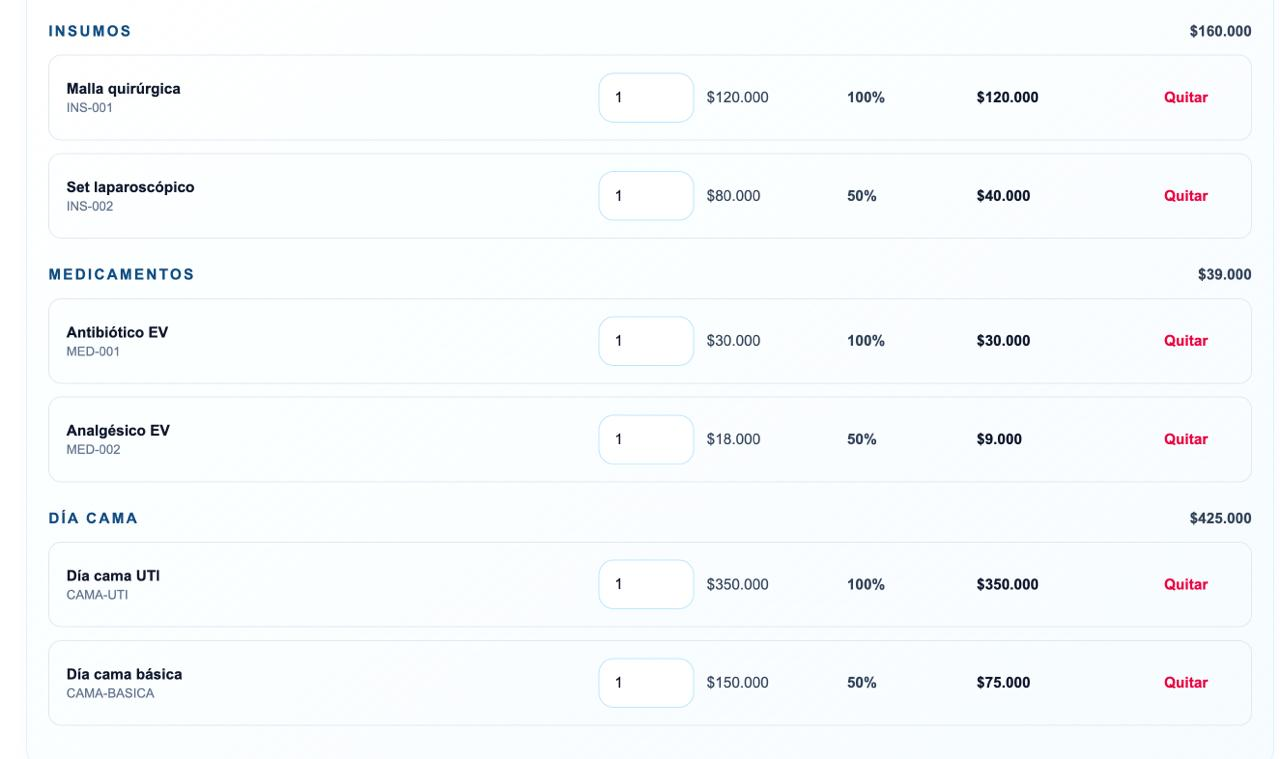 INSUMOS $160.000
Malla quirúrgica
INS-001
1 $120.000 100% $120.000 Quitar
Set laparoscópico
INS-002
1 $80.000 50% $40.000 Quitar
MEDICAMENTOS $39.000
Antibiótico EV
MED-001
1 $30.000 100% $30.000 Quitar
Analgésico EV
MED-002
1 $18.000 50% $9.000 Quitar
DÍA CAMA $425.000
Día cama UTI
CAMA-UTI
1 $350.000 100% $350.000 Quitar
Día cama básica
CAMA-BASICA
1 $150.000 50% $75.000 Quitar